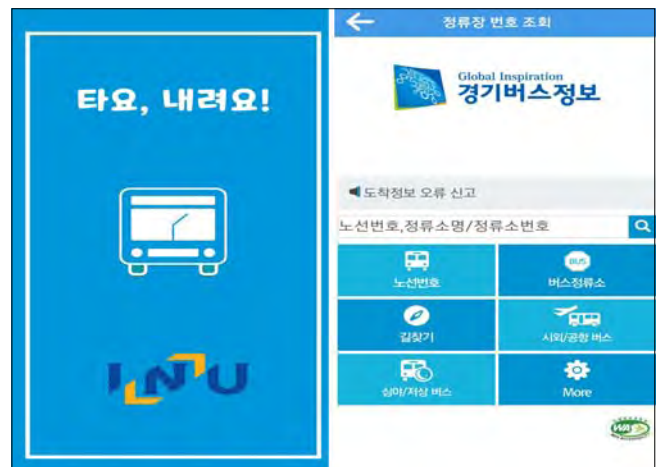 타요, 내려요!
INU
정류장 번호 조회
Global Inspiration
경기버스정보
도착정보 오류 신고
노선번호,정류소명/정류소번호
노선번호
BUS
버스정류소
길찾기
시외/공항 버스
심야/저상 버스
More
WA